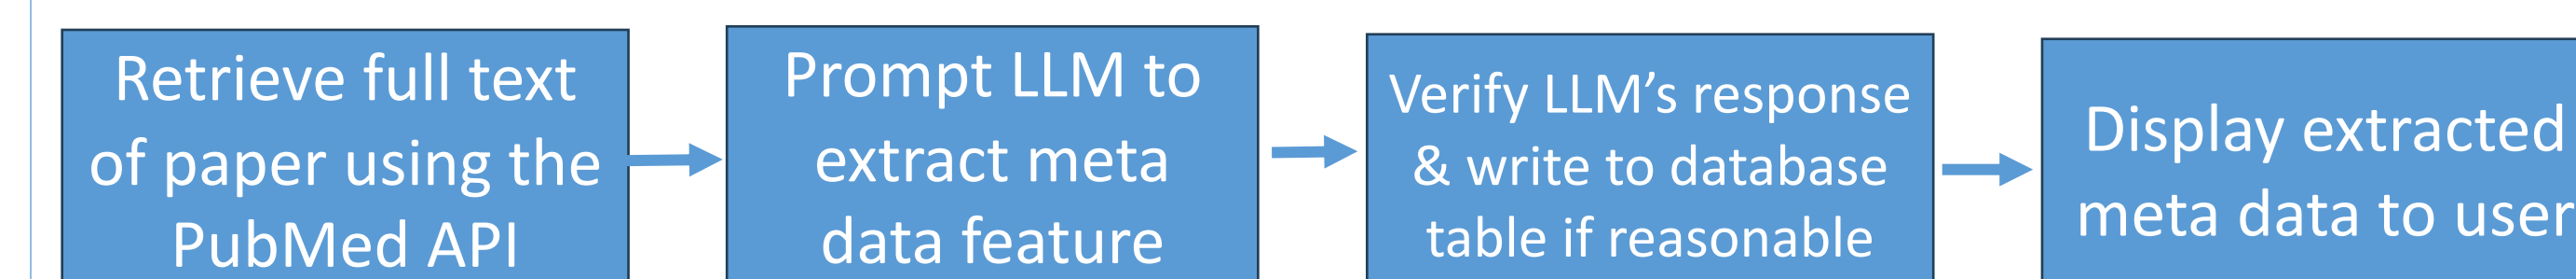 Retrieve full text
of paper using the
PubMed API
Prompt LLM to
extract meta
data feature
Verify LLM’s response
& write to database
table if reasonable
Display extracted
meta data to user